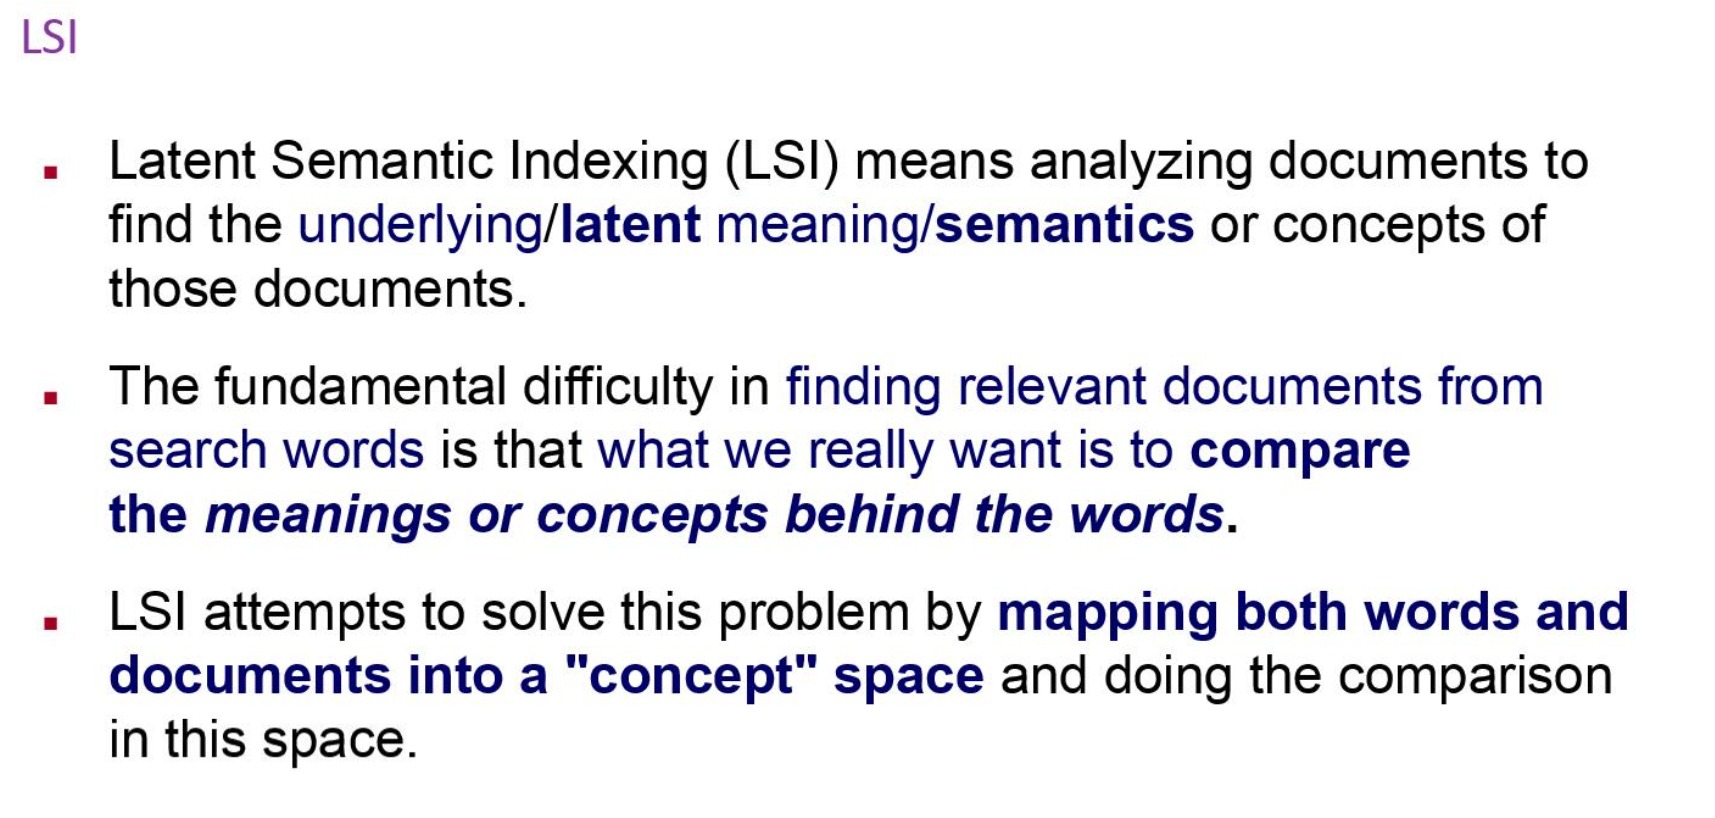 LSI
Latent Semantic Indexing (LSI) means analyzing documents to
find the underlying/latent meaning/semantics or concepts of
those documents.
The fundamental difficulty in finding relevant documents from
search words is that what we really want is to compare
the meanings or concepts behind the words.
LSI attempts to solve this problem by mapping both words and
documents into a "concept" space and doing the comparison
in this space.